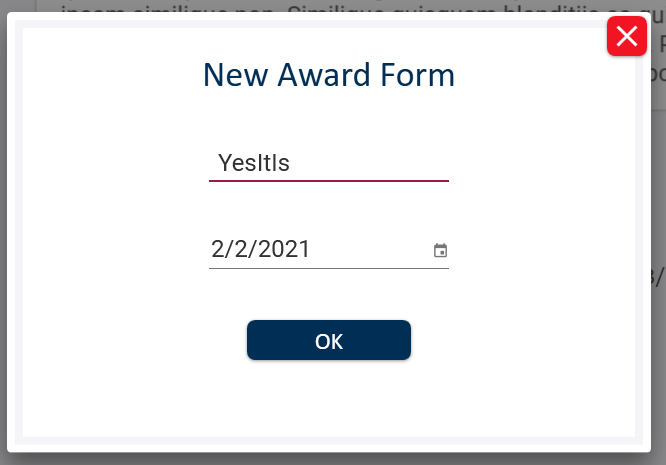 New Award Form
YesItIs
2/2/2021
OK